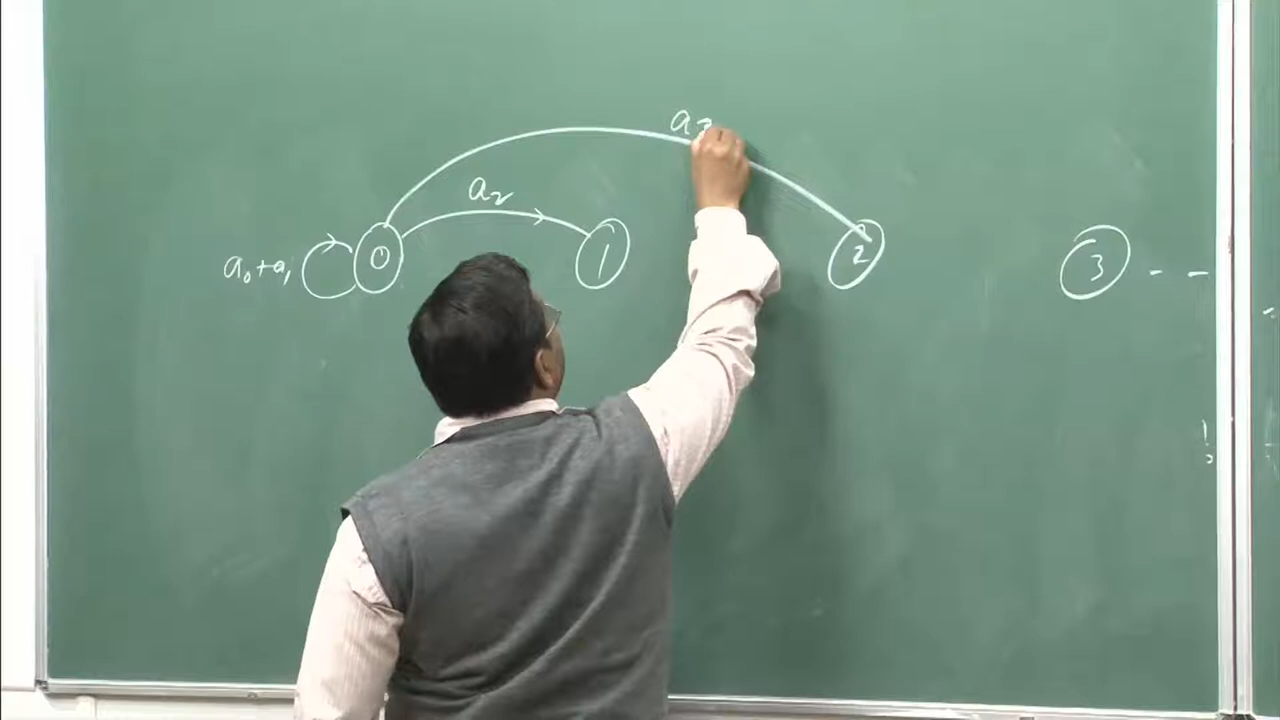 a₃
a₂
a₀+a₁ 0 1 2 3 - -